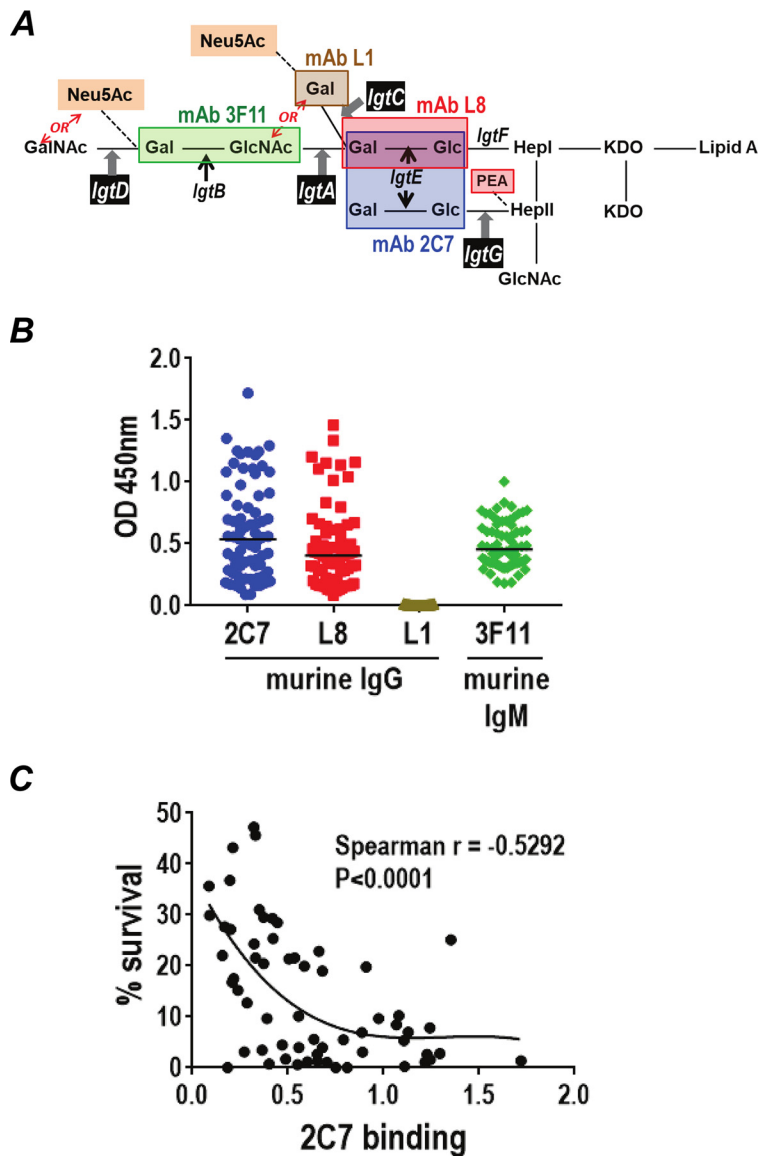 A
Neu5Ac
mAb L1
Neu5Ac
Gal
lgtC
mAb 3F11
OR
mAb L8
OR
GalNAc
Gal
GlcNAc
Gal
Glc
lgtF
HepI
KDO
Lipid A
lgtD
lgtB
lgtA
lgtE
PEA
Gal
Glc
HepII
KDO
mAb 2C7
lgtG
GlcNAc
B
2.0
1.5
1.0
0.5
0.0
OD 450nm
2C7
L8
L1
3F11
murine IgG
murine
IgM
C
50
40
30
20
10
0
% survival
Spearman r = -0.5292
P<0.0001
0.0
0.5
1.0
1.5
2.0
2C7 binding